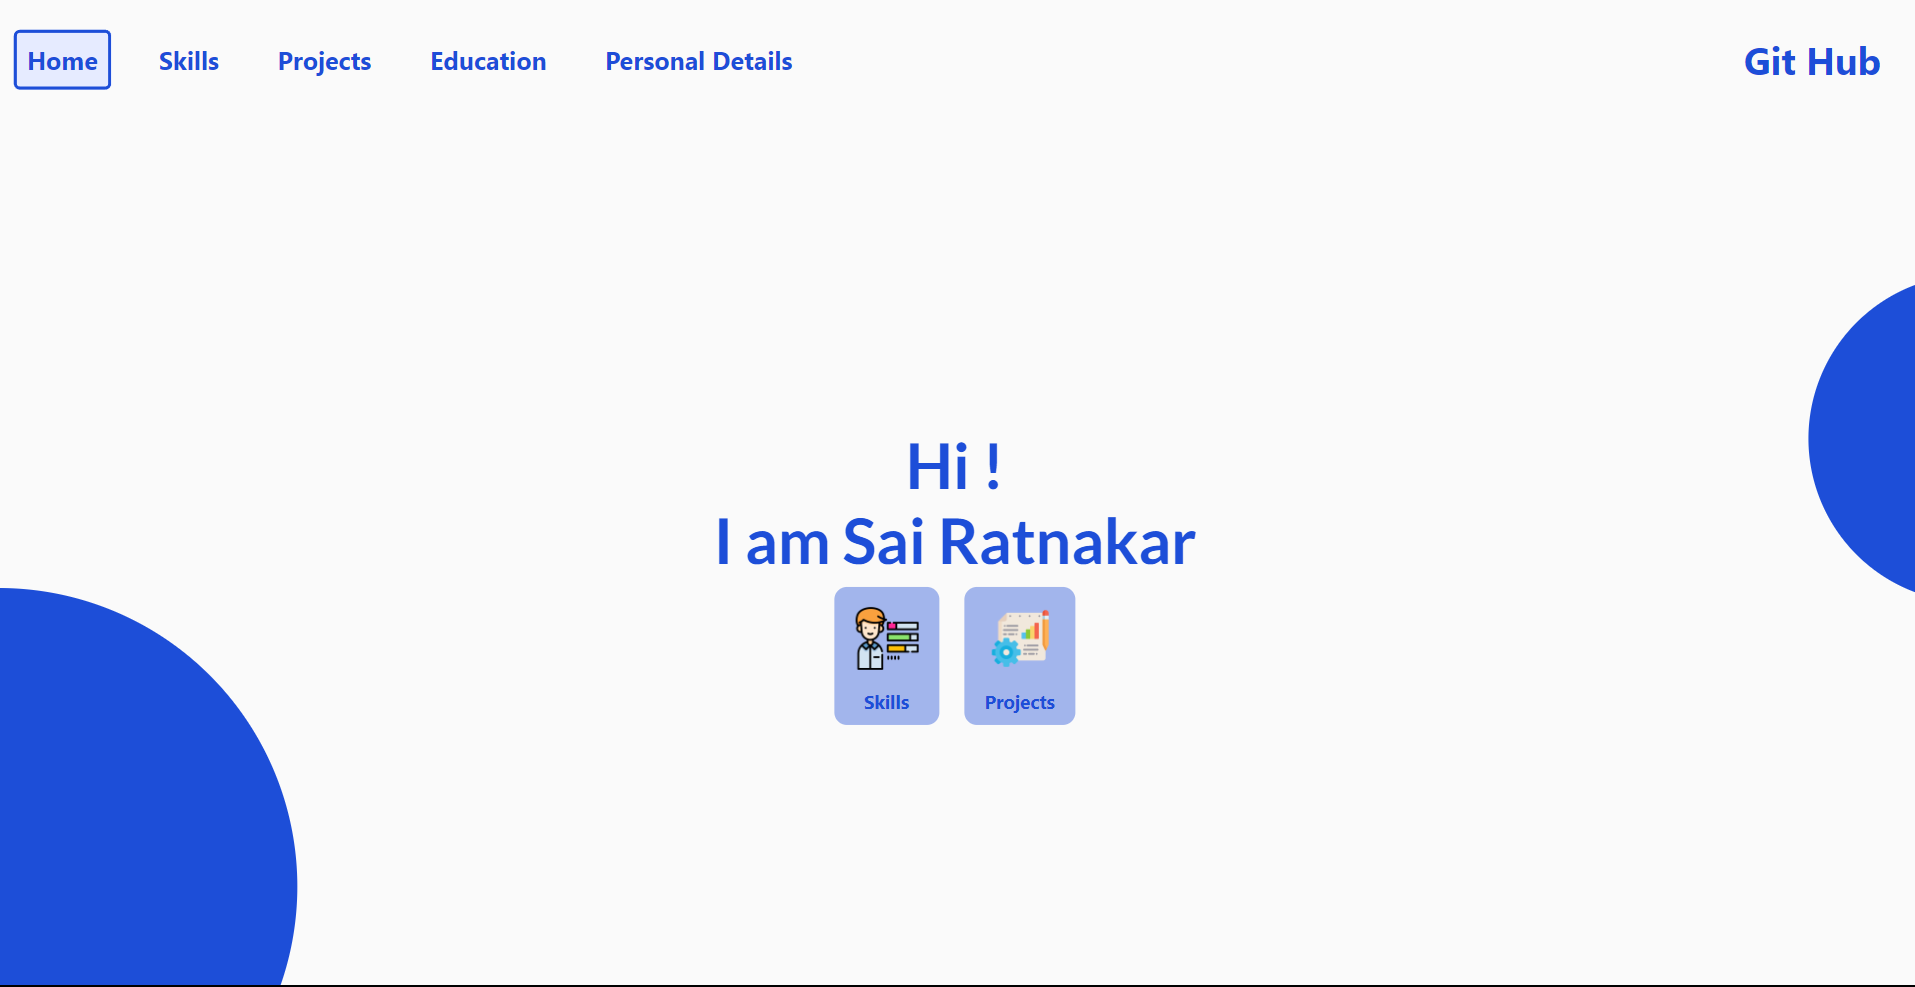 Home Skills Projects Education Personal Details Git Hub
Hi !
I am Sai Ratnakar
Skills Projects